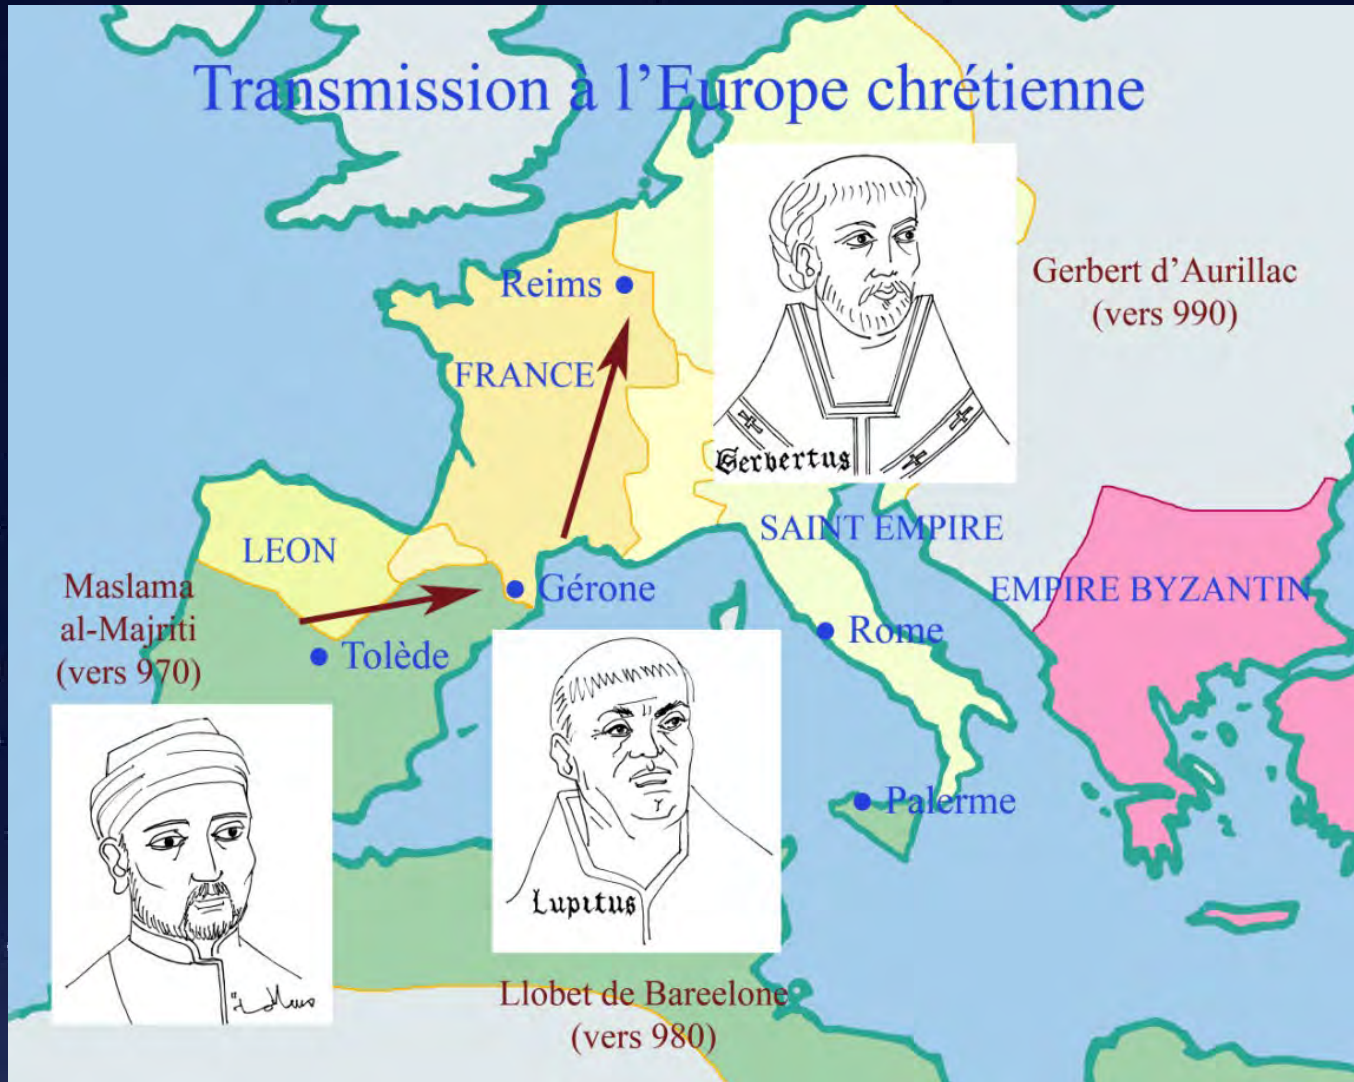 Transmission à l’Europe chrétienne
Reims
Gerbert d’Aurillac
(vers 990)
FRANCE
Gerbertus
SAINT EMPIRE
LEON
Maslama
al-Majriti
(vers 970)
Gérone
EMPIRE BYZANTIN
Tolède
Rome
Palerme
Lupitus
Llobet de Bareelone
(vers 980)